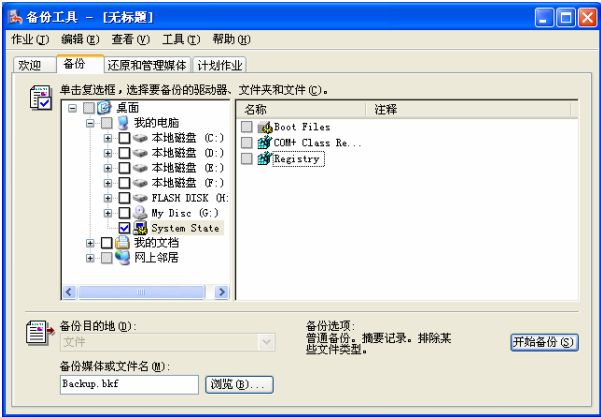 备份工具 - [无标题]
作业(J) 编辑(E) 查看(V) 工具(T) 帮助(H)
欢迎 备份 还原和管理媒体 计划作业
单击复选框，选择要备份的驱动器、文件夹和文件(C)。
桌面
我的电脑
本地磁盘 (C:)
本地磁盘 (D:)
本地磁盘 (E:)
本地磁盘 (F:)
FLASH DISK (H:
My Disc (G:)
System State
我的文档
网上邻居
名称 注释
Boot Files
COM+ Class Re...
Registry
备份目的地(D):
文件
备份媒体或文件名(M):
Backup.bkf 浏览(B)...
备份选项:
普通备份。摘要记录。排除某
些文件类型。
开始备份(S)